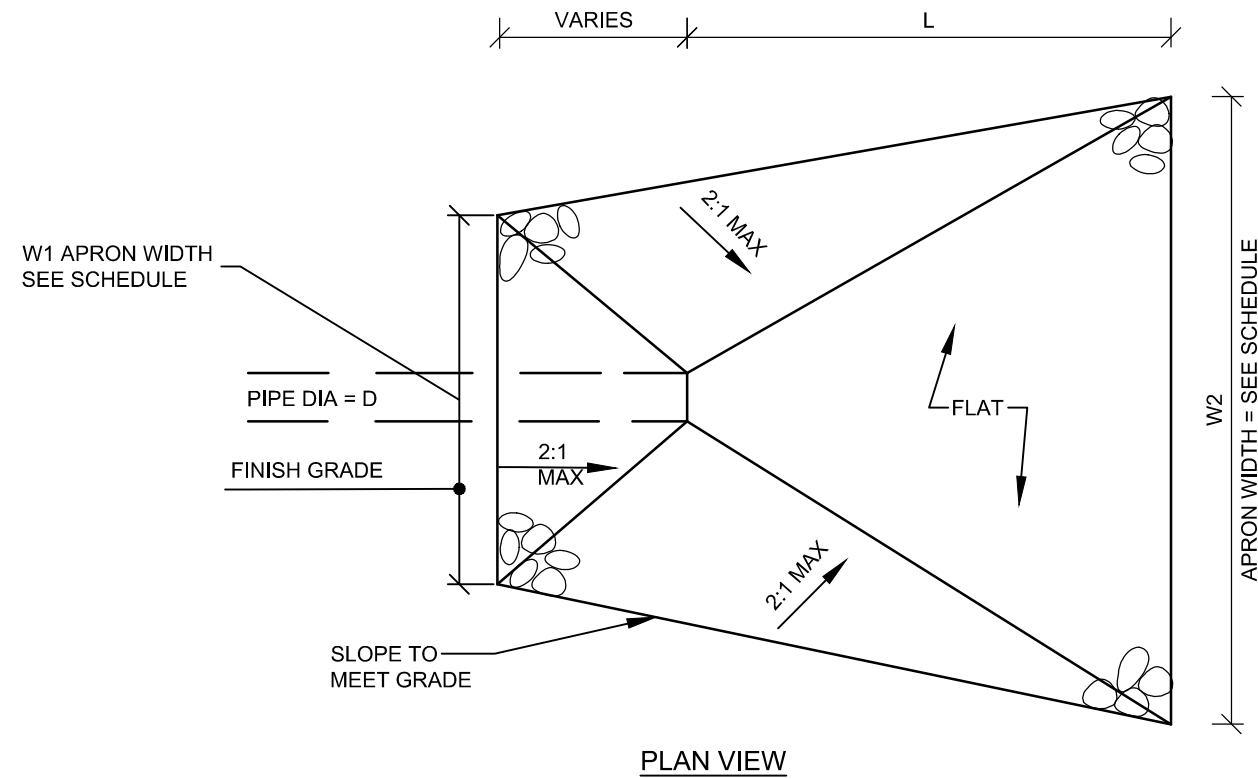 VARIES
L
2:1 MAX
W1 APRON WIDTH
SEE SCHEDULE
PIPE DIA = D
FLAT
W2
APRON WIDTH = SEE SCHEDULE
2:1
MAX
FINISH GRADE
2:1 MAX
SLOPE TO
MEET GRADE
PLAN VIEW